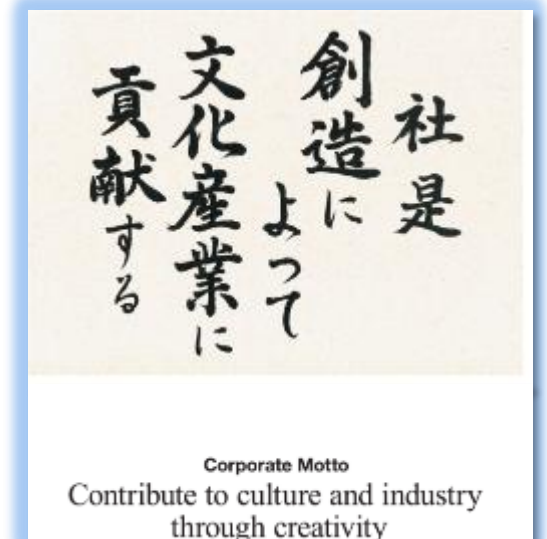 社是
創造に
よって
文化産業に
貢献する
Corporate Motto
Contribute to culture and industry
through creativity